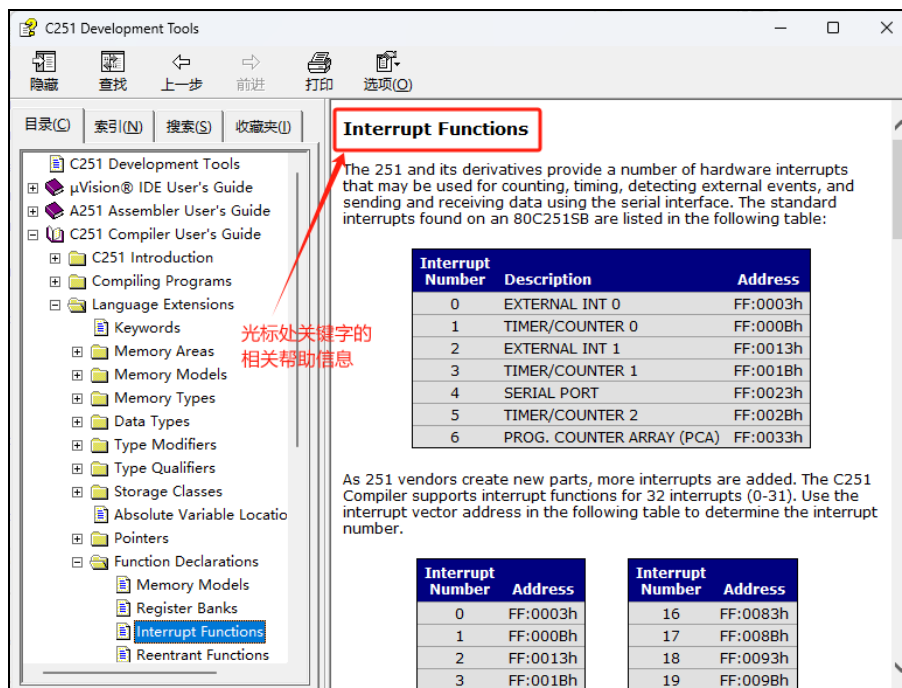 C251 Development Tools
隐藏 查找 上一步 前进 打印 选项(O)
目录(C) 索引(N) 搜索(S) 收藏夹(I)
C251 Development Tools
µVision® IDE User's Guide
A251 Assembler User's Guide
C251 Compiler User's Guide
C251 Introduction
Compiling Programs
Language Extensions
Keywords
Memory Areas
Memory Models
Memory Types
Data Types
Type Modifiers
Type Qualifiers
Storage Classes
Absolute Variable Locatio
Pointers
Function Declarations
Memory Models
Register Banks
Interrupt Functions
Reentrant Functions
光标处关键字的
相关帮助信息
Interrupt Functions
The 251 and its derivatives provide a number of hardware interrupts
that may be used for counting, timing, detecting external events, and
sending and receiving data using the serial interface. The standard
interrupts found on an 80C251SB are listed in the following table:
Interrupt
Number Description Address
0 EXTERNAL INT 0 FF:0003h
1 TIMER/COUNTER 0 FF:000Bh
2 EXTERNAL INT 1 FF:0013h
3 TIMER/COUNTER 1 FF:001Bh
4 SERIAL PORT FF:0023h
5 TIMER/COUNTER 2 FF:002Bh
6 PROG. COUNTER ARRAY (PCA) FF:0033h
As 251 vendors create new parts, more interrupts are added. The C251
Compiler supports interrupt functions for 32 interrupts (0-31). Use the
interrupt vector address in the following table to determine the interrupt
number.
Interrupt Interrupt
Number Address Number Address
0 FF:0003h 16 FF:0083h
1 FF:000Bh 17 FF:008Bh
2 FF:0013h 18 FF:0093h
3 FF:001Bh 19 FF:009Bh